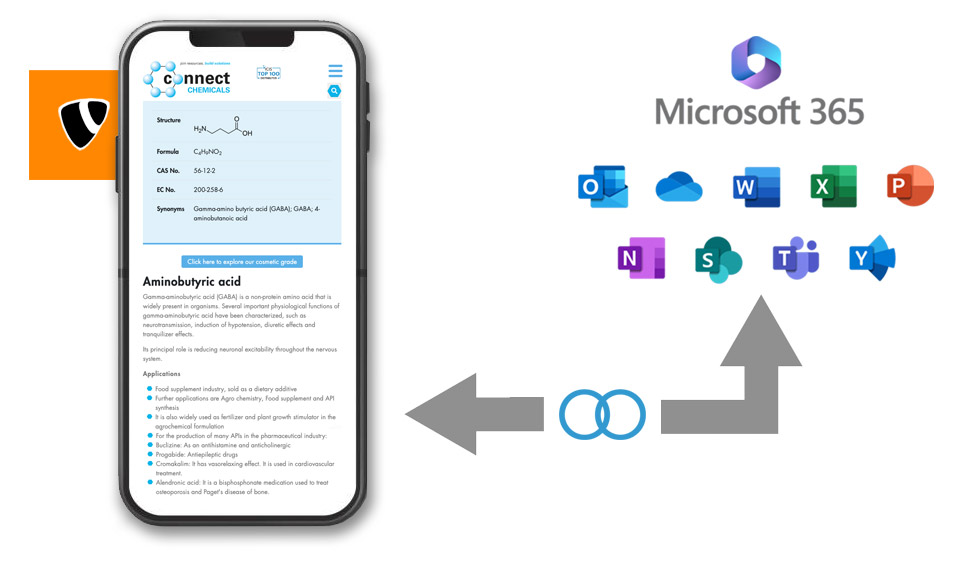 JOIN RESOURCES, SHARE SUCCESS
connect
CHEMICALS
ICIS
TOP 100
DISTRIBUTOR
Structure
H₂N
O
OH
Formula
C₄H₉NO₂
CAS No.
56-12-2
EC No.
200-258-6
Synonyms
Gamma-amino butyric acid (GABA); GABA; 4-
aminobutanoic acid
Click here to explore our cosmetic grade
Aminobutyric acid
Gamma-aminobutyric acid (GABA) is a non-protein amino acid that is
widely present in organisms. Several important physiological functions of
gamma-aminobutyric acid have been characterized, such as
neurotransmission, induction of hypotension, diuretic effects and
tranquilizer effects.
Its principal role is reducing neuronal excitability throughout the nervous
system.
Applications
Food supplement industry, sold as a dietary additive
Further applications are Agro chemistry, Food supplement and API
synthesis
It is also widely used as fertilizer and plant growth stimulator in the
agrochemical formulation
For the production of many APIs in the pharmaceutical industry:
Buclizine: As an antihistamine and anticholinergic
Progabide: Antiepileptic drugs
Cromakalim: It has vasorelaxing effect. It is used in cardiovascular
treatment.
Alendronic acid: It is a bisphosphonate medication used to treat
osteoporosis and Paget's disease of bone.
Microsoft 365
O
W
X
P
N
S
T
Y